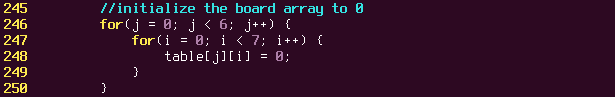 245         //initialize the board array to 0
246         for(j = 0; j < 6; j++) {
247             for(i = 0; i < 7; i++) {
248                 table[j][i] = 0;
249             }
250         }